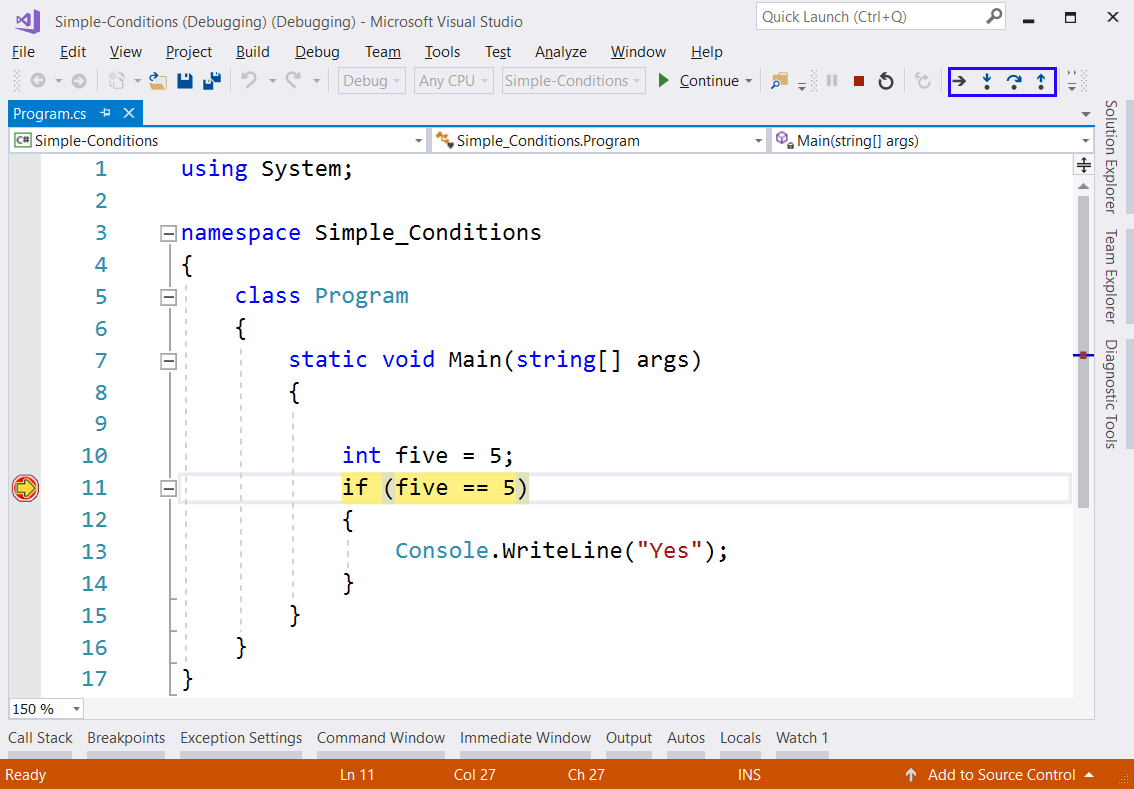 Simple-Conditions (Debugging) (Debugging) - Microsoft Visual Studio
Quick Launch (Ctrl+Q)
File Edit View Project Build Debug Team Tools Test Analyze Window Help
Debug Any CPU Simple-Conditions Continue
Program.cs
C# Simple-Conditions Simple_Conditions.Program Main(string[] args)
1 using System;
2
3 namespace Simple_Conditions
4 {
5 class Program
6 {
7 static void Main(string[] args)
8 {
9
10 int five = 5;
11 if (five == 5)
12 {
13 Console.WriteLine("Yes");
14 }
15 }
16 }
17 }
Solution Explorer
Team Explorer
Diagnostic Tools
150 %
Call Stack Breakpoints Exception Settings Command Window Immediate Window Output Autos Locals Watch 1
Ready Ln 11 Col 27 Ch 27 INS Add to Source Control